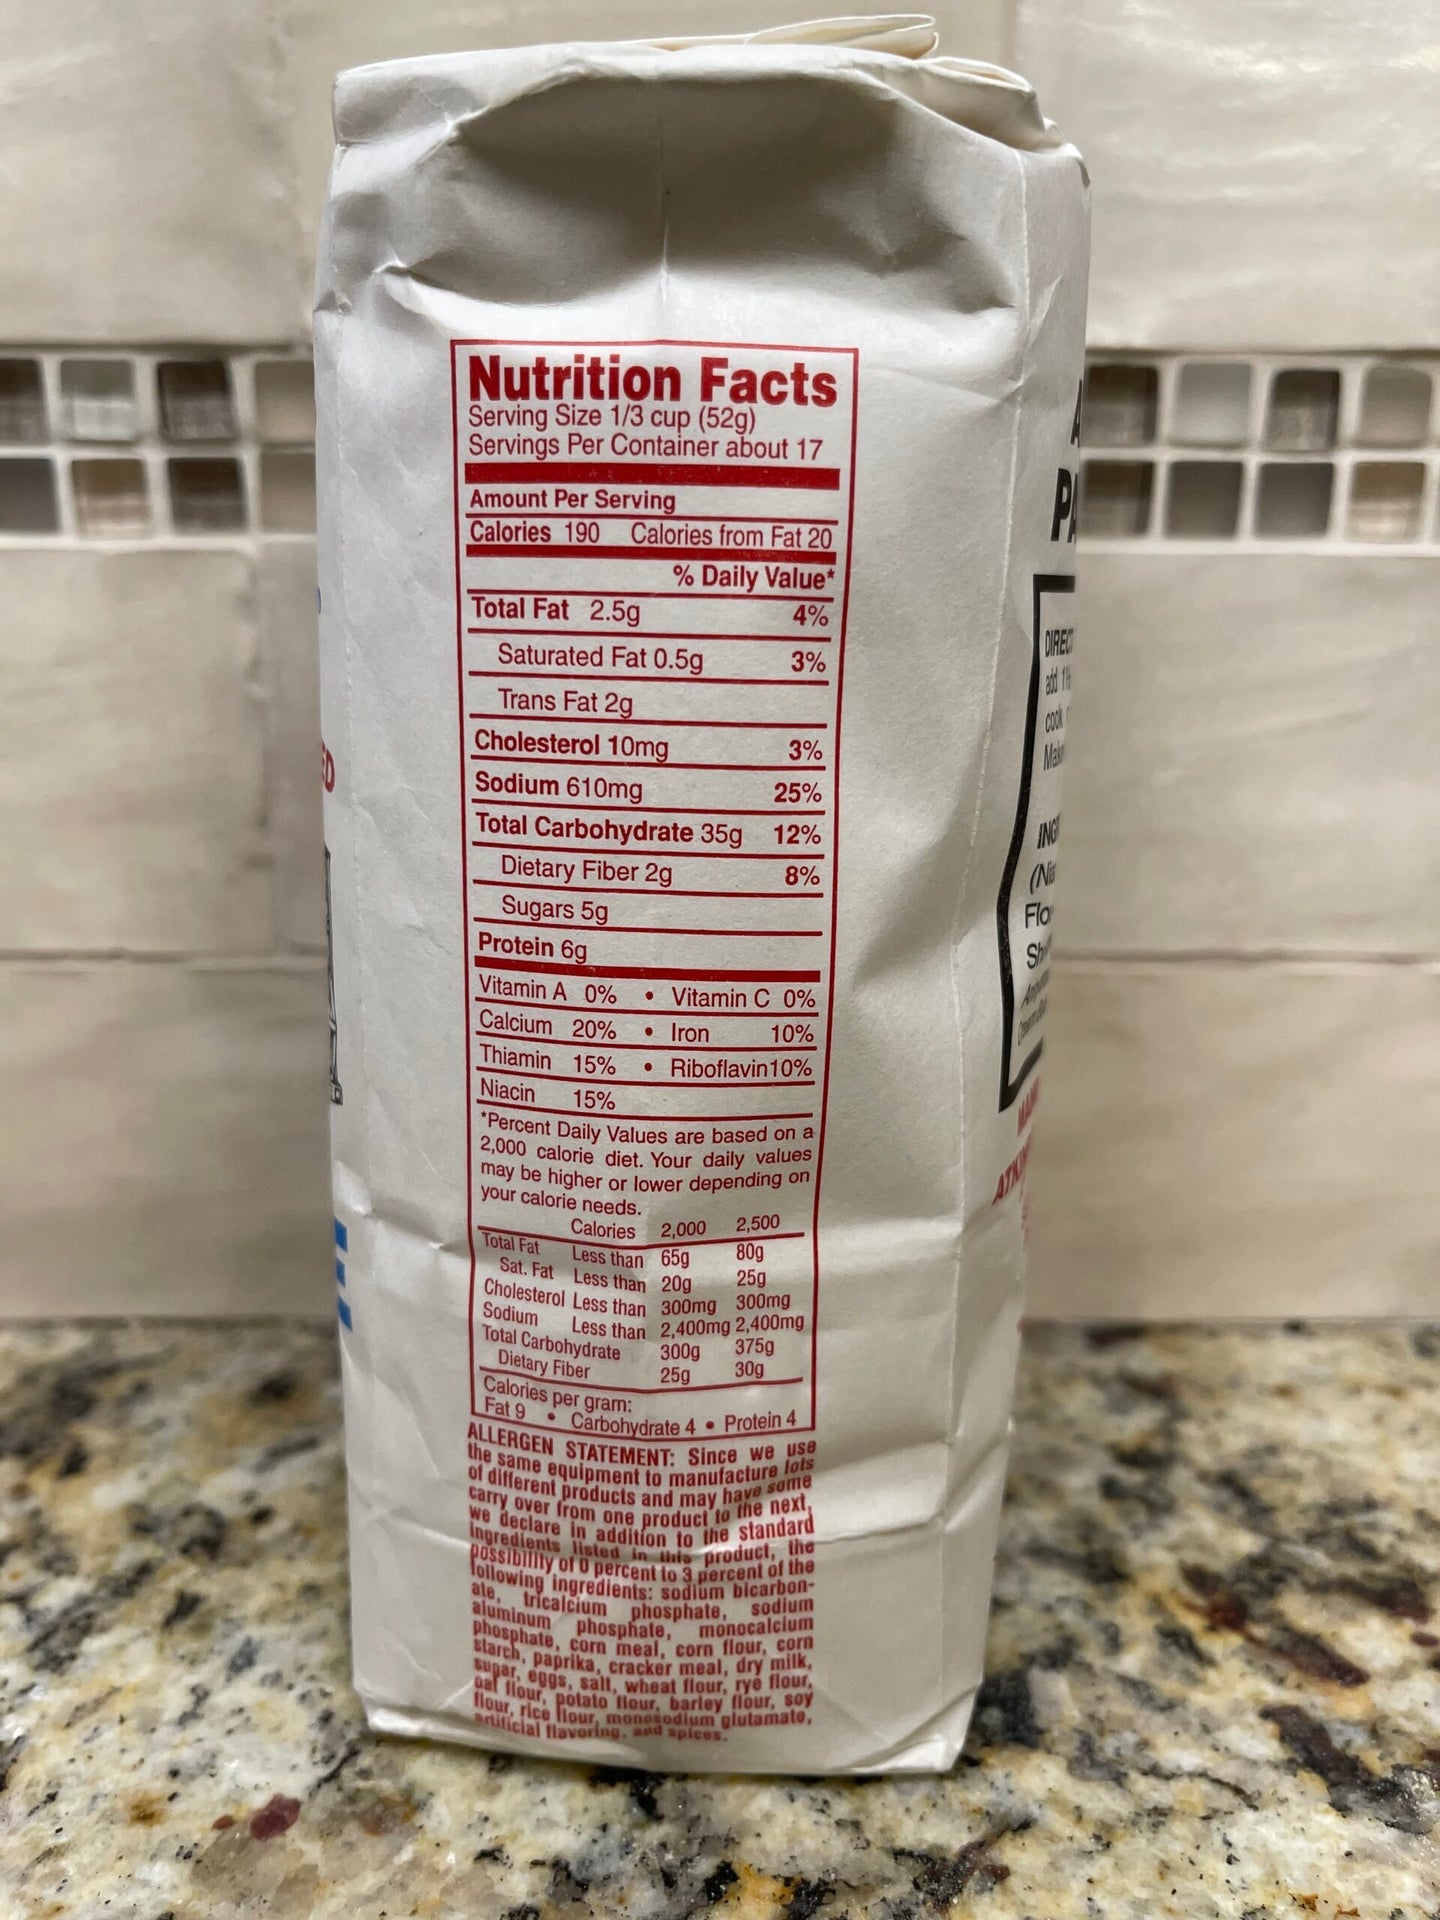 Nutrition Facts
Serving Size 1/3 cup (52g)
Servings Per Container about 17
Amount Per Serving
Calories 190 Calories from Fat 20
% Daily Value*
Total Fat 2.5g 4%
Saturated Fat 0.5g 3%
Trans Fat 2g
Cholesterol 10mg 3%
Sodium 610mg 25%
Total Carbohydrate 35g 12%
Dietary Fiber 2g 8%
Sugars 5g
Protein 6g
Vitamin A 0% • Vitamin C 0%
Calcium 20% • Iron 10%
Thiamin 15% • Riboflavin 10%
Niacin 15%
*Percent Daily Values are based on a
2,000 calorie diet. Your daily values
may be higher or lower depending on
your calorie needs.
Calories 2,000 2,500
Total Fat Less than 65g 80g
Sat. Fat Less than 20g 25g
Cholesterol Less than 300mg 300mg
Sodium Less than 2,400mg 2,400mg
Total Carbohydrate 300g 375g
Dietary Fiber 25g 30g
Calories per gram:
Fat 9 • Carbohydrate 4 • Protein 4
ALLERGEN STATEMENT: Since we use
the same equipment to manufacture lots
of different products and may have some
carry over from one product to the next,
we declare in addition to the standard
ingredients listed in this product, the
possibility of 0 percent to 3 percent of the
following ingredients: sodium bicarbon-
ate, tricalcium phosphate, sodium
aluminum phosphate, monocalcium
phosphate, corn meal, corn flour, corn
starch, paprika, cracker meal, dry milk,
sugar, eggs, salt, wheat flour, rye flour,
oat flour, potato flour, barley flour, soy
flour, rice flour, monosodium glutamate,
artificial flavoring, and spices.
add
cook